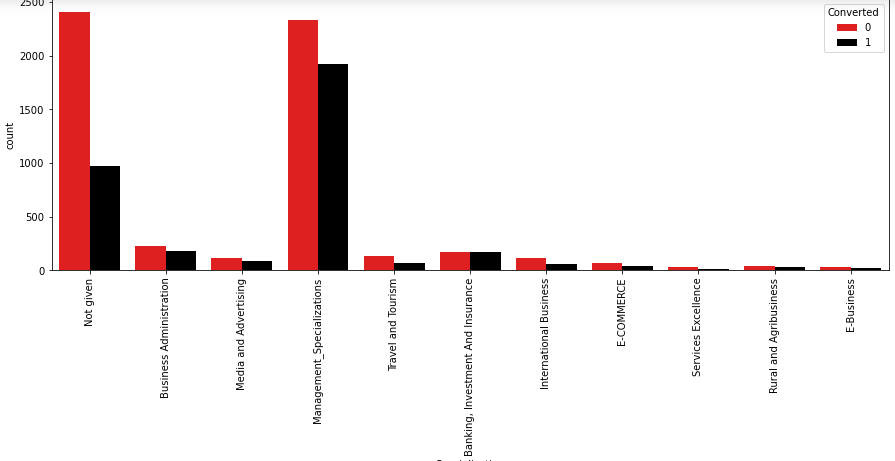 2500
2000
1500
1000
500
0
count
Converted
0
1
Not given
Business Administration
Media and Advertising
Management_Specializations
Travel and Tourism
Banking, Investment And Insurance
International Business
E-COMMERCE
Services Excellence
Rural and Agribusiness
E-Business